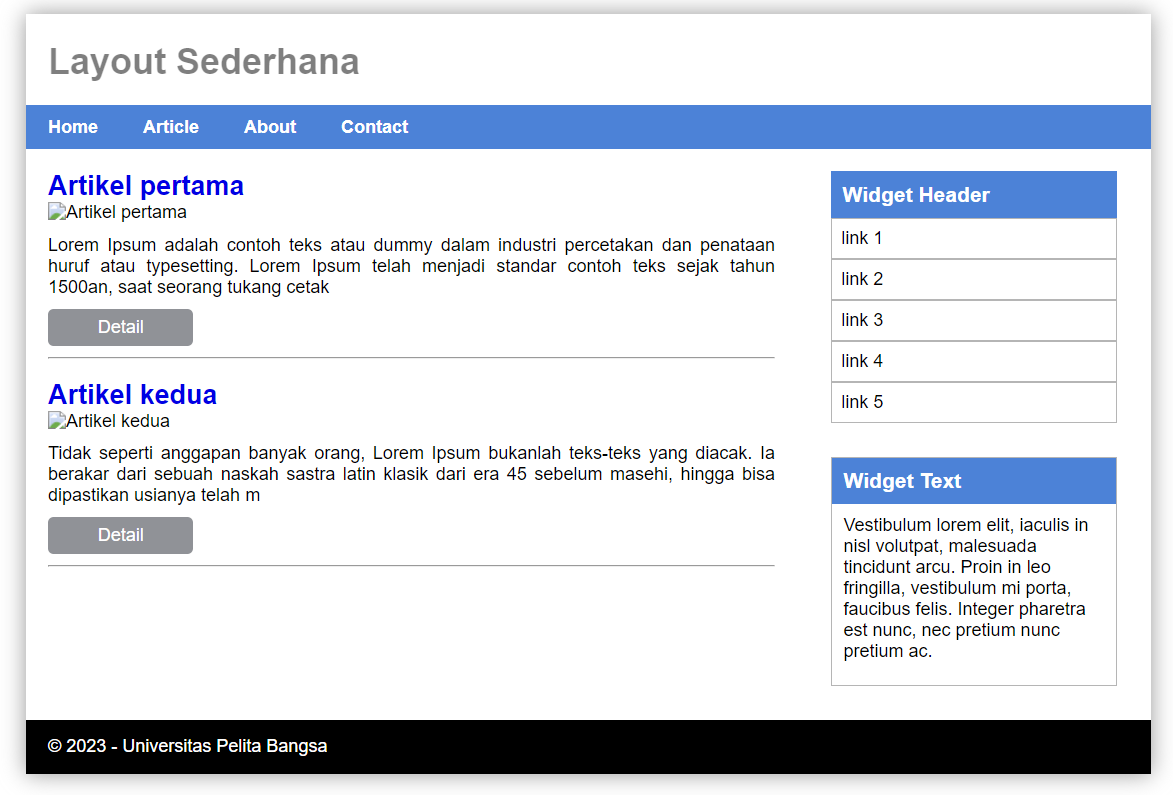 Layout Sederhana
Home Article About Contact
Artikel pertama
Artikel pertama
Lorem Ipsum adalah contoh teks atau dummy dalam industri percetakan dan penataan
huruf atau typesetting. Lorem Ipsum telah menjadi standar contoh teks sejak tahun
1500an, saat seorang tukang cetak
Detail
Artikel kedua
Artikel kedua
Tidak seperti anggapan banyak orang, Lorem Ipsum bukanlah teks-teks yang diacak. Ia
berakar dari sebuah naskah sastra latin klasik dari era 45 sebelum masehi, hingga bisa
dipastikan usianya telah m
Detail
Widget Header
link 1
link 2
link 3
link 4
link 5
Widget Text
Vestibulum lorem elit, iaculis in
nisl volutpat, malesuada
tincidunt arcu. Proin in leo
fringilla, vestibulum mi porta,
faucibus felis. Integer pharetra
est nunc, nec pretium nunc
pretium ac.
© 2023 - Universitas Pelita Bangsa